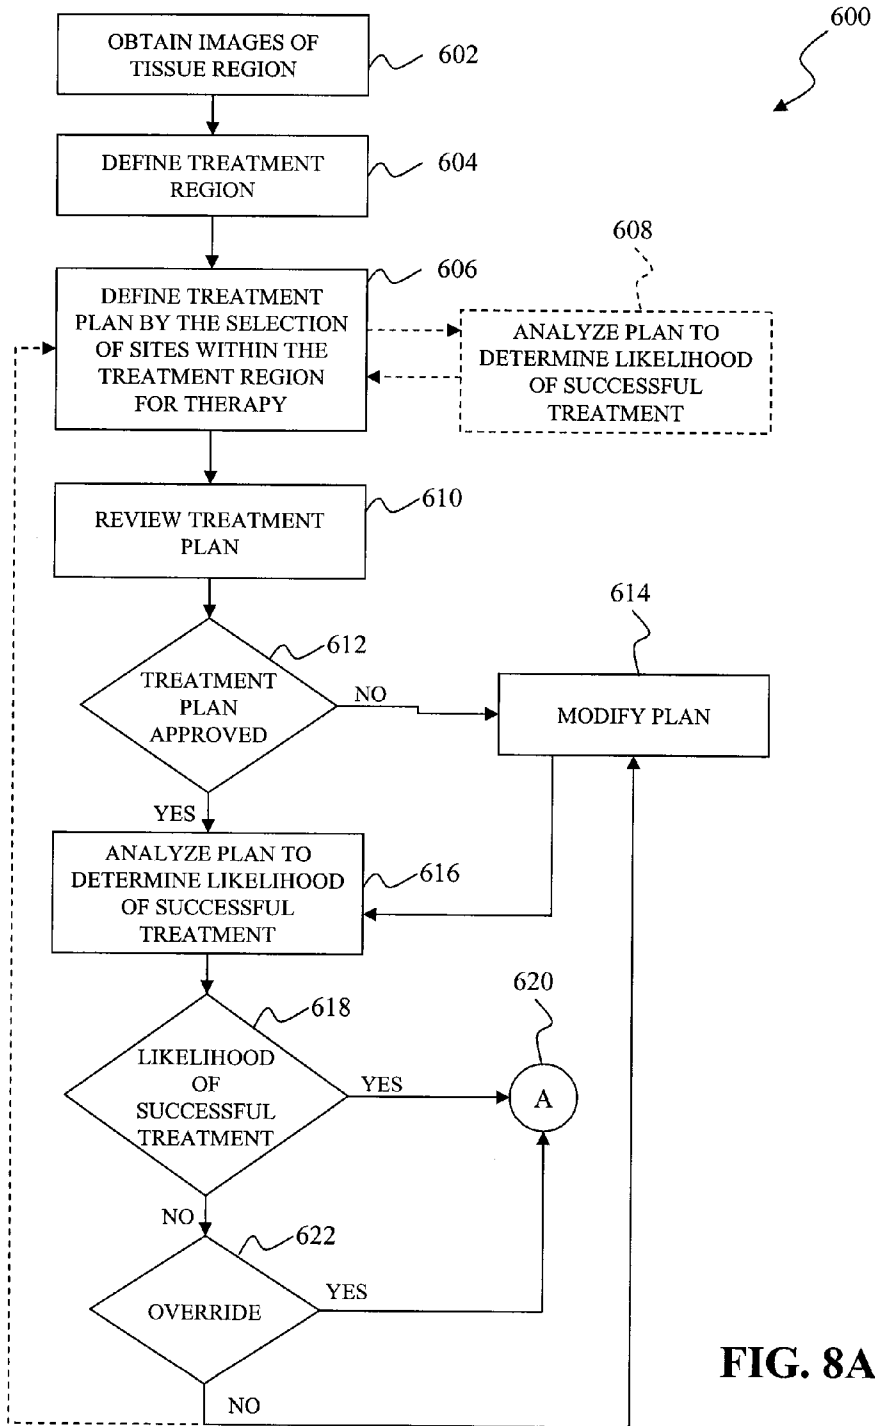 600
OBTAIN IMAGES OF
TISSUE REGION
602
DEFINE TREATMENT
REGION
604
606
608
DEFINE TREATMENT
PLAN BY THE SELECTION
OF SITES WITHIN THE
TREATMENT REGION
FOR THERAPY
ANALYZE PLAN TO
DETERMINE LIKELIHOOD
OF SUCCESSFUL
TREATMENT
610
REVIEW TREATMENT
PLAN
612
614
TREATMENT
PLAN
APPROVED
NO
MODIFY PLAN
YES
ANALYZE PLAN TO
DETERMINE LIKELIHOOD
OF SUCCESSFUL
TREATMENT
616
618
620
LIKELIHOOD
OF
SUCCESSFUL
TREATMENT
YES
A
NO
622
OVERRIDE
YES
NO
FIG. 8A